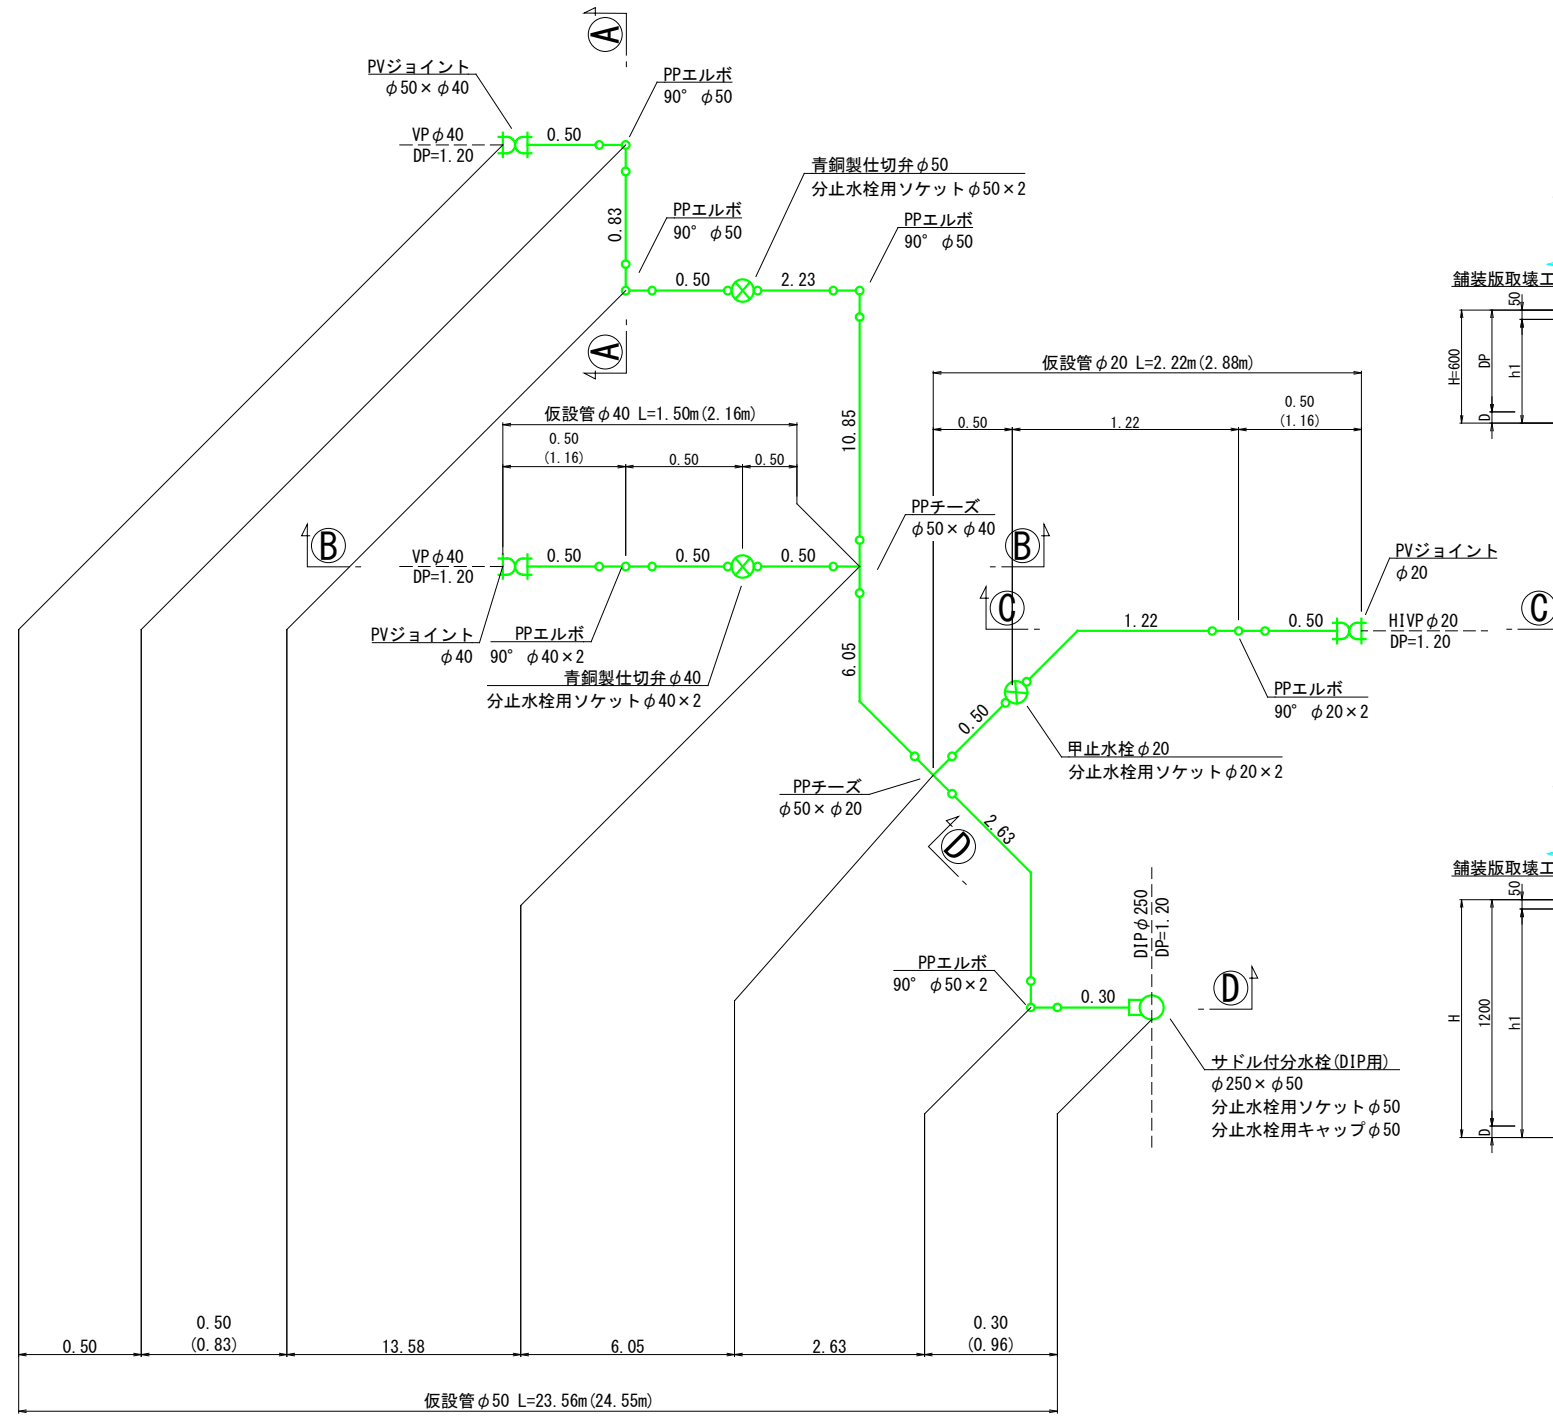 A
PVジョイント
φ50×φ40
PPエルボ
90° φ50
VPφ40
DP=1.20
0.50
青銅製仕切弁φ50
分止水栓用ソケットφ50×2
0.83
PPエルボ
90° φ50
PPエルボ
90° φ50
0.50
2.23
舗装版取壊工
50
H=600
DP
h1
D
A
仮設管φ20 L=2.22m(2.88m)
仮設管φ40 L=1.50m(2.16m)
0.50
1.22
0.50
(1.16)
10.85
0.50
(1.16)
0.50
0.50
PPチーズ
φ50×φ40
B
B
VPφ40
DP=1.20
0.50
0.50
0.50
PVジョイント
φ20
C
C
PVジョイント
φ40
PPエルボ
90° φ40×2
1.22
0.50
HIVPφ20
DP=1.20
6.05
青銅製仕切弁φ40
分止水栓用ソケットφ40×2
PPエルボ
90° φ20×2
0.50
甲止水栓φ20
分止水栓用ソケットφ20×2
PPチーズ
φ50×φ20
2.63
D
舗装版取壊工
50
H
1200
h1
D
DIPφ250
DP=1.20
PPエルボ
90° φ50×2
0.30
D
サドル付分水栓(DIP用)
φ250×φ50
分止水栓用ソケットφ50
分止水栓用キャップφ50
0.50
0.50
(0.83)
13.58
6.05
2.63
0.30
(0.96)
仮設管φ50 L=23.56m(24.55m)